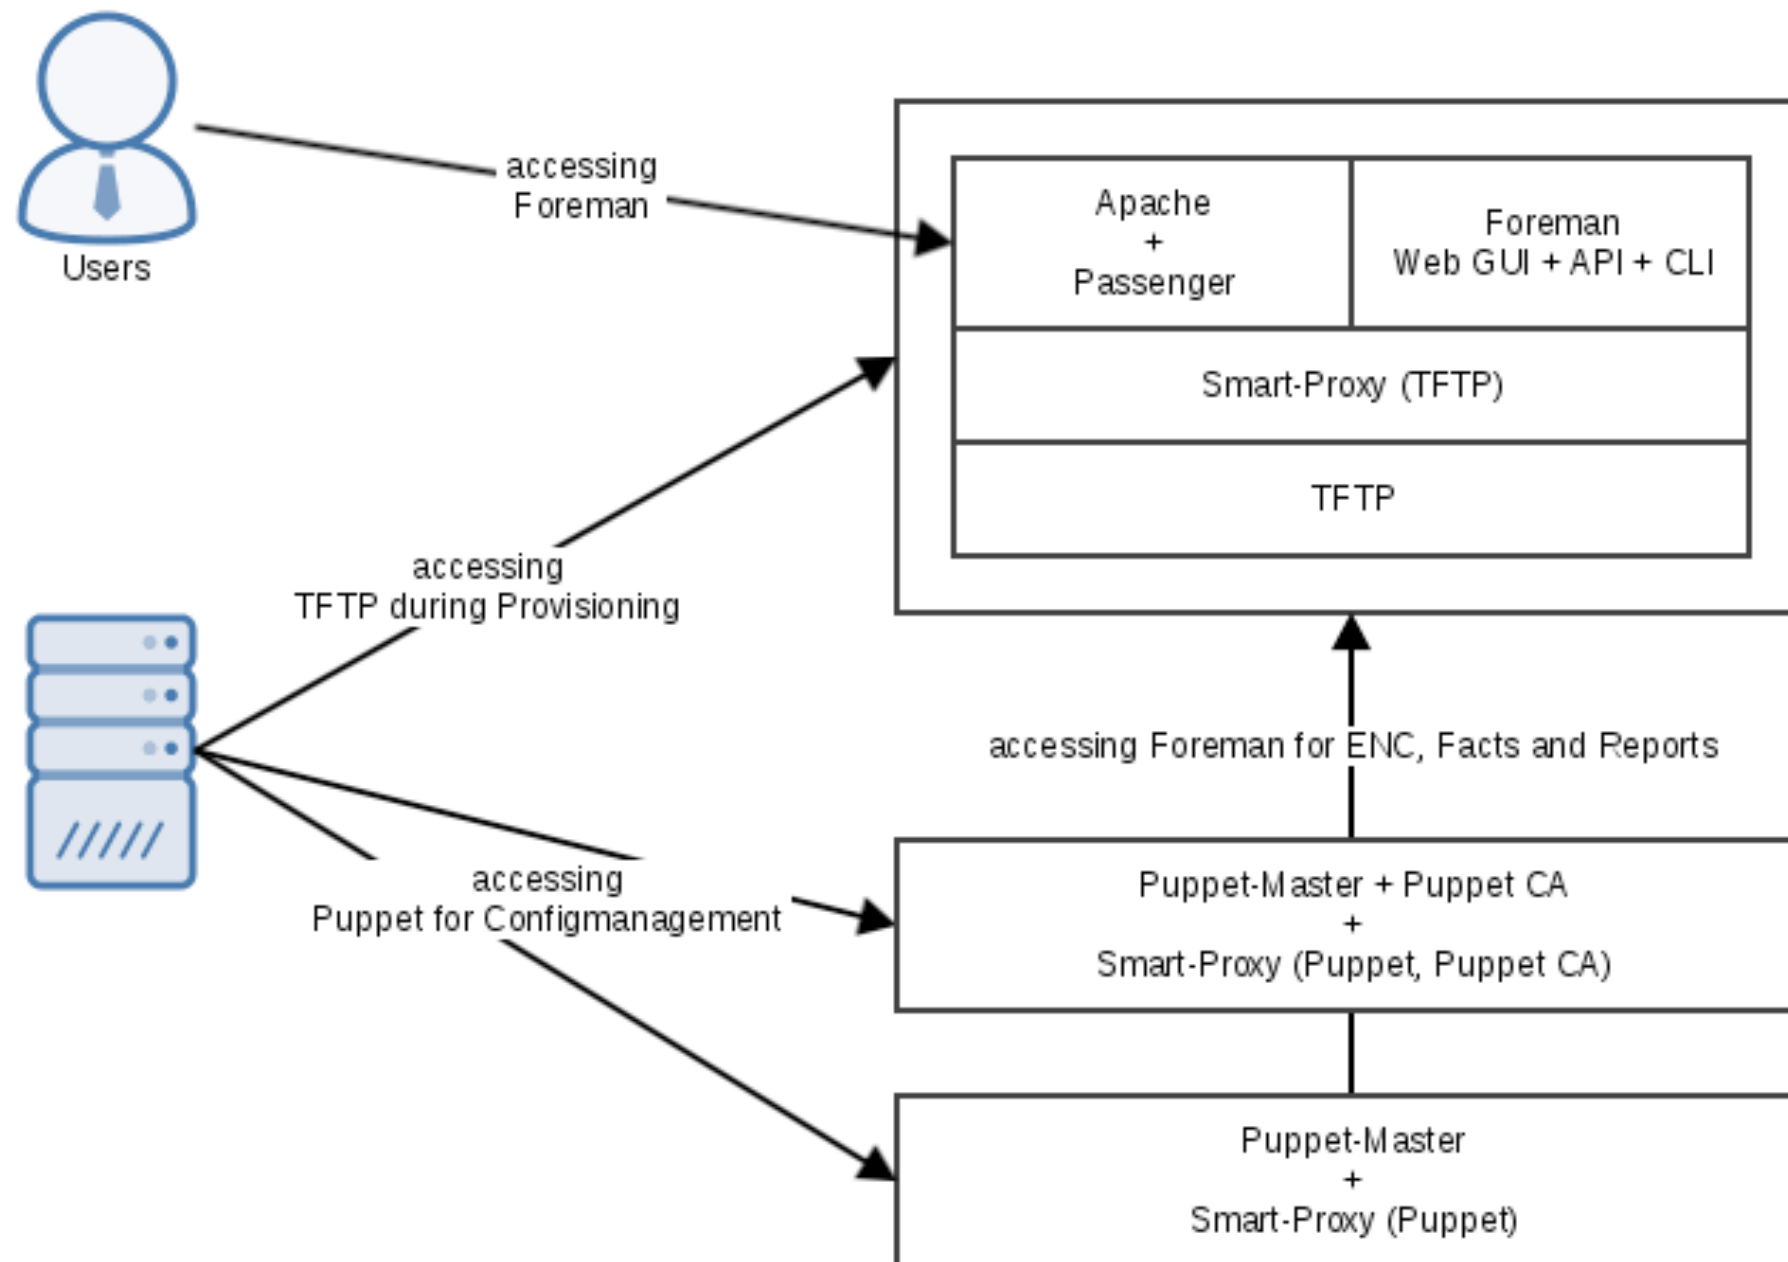 Users
accessing
Foreman
Apache
+
Passenger
Foreman
Web GUI + API + CLI
Smart-Proxy (TFTP)
TFTP
accessing
TFTP during Provisioning
accessing Foreman for ENC, Facts and Reports
accessing
Puppet for Configmanagement
Puppet-Master + Puppet CA
+
Smart-Proxy (Puppet, Puppet CA)
Puppet-Master
+
Smart-Proxy (Puppet)